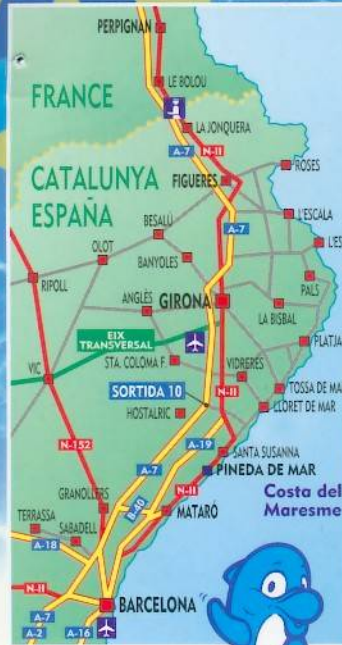 PERPIGNAN
LE BOLOU
FRANCE
LA JONQUERA
A-7
N-II
CATALUNYA
ESPAÑA
FIGUERES
ROSES
L'ESCALA
BESALÚ
A-7
OLOT
BANYOLES
RIPOLL
PALS
ANGLÈS
GIRONA
LA BISBAL
EIX
TRANSVERSAL
PLATJA
STA. COLOMA F.
VIC
VIDRERES
SORTIDA 10
N-II
TOSSA DE MA
HOSTALRIC
LLORET DE MAR
N-152
A-19
SANTA SUSANNA
A-7
PINEDA DE MAR
GRANOLLERS
N-II
Costa del
Maresme
B-40
MATARÓ
TERRASSA
SABADELL
A-18
N-II
BARCELONA
A-7
A-2
A-16